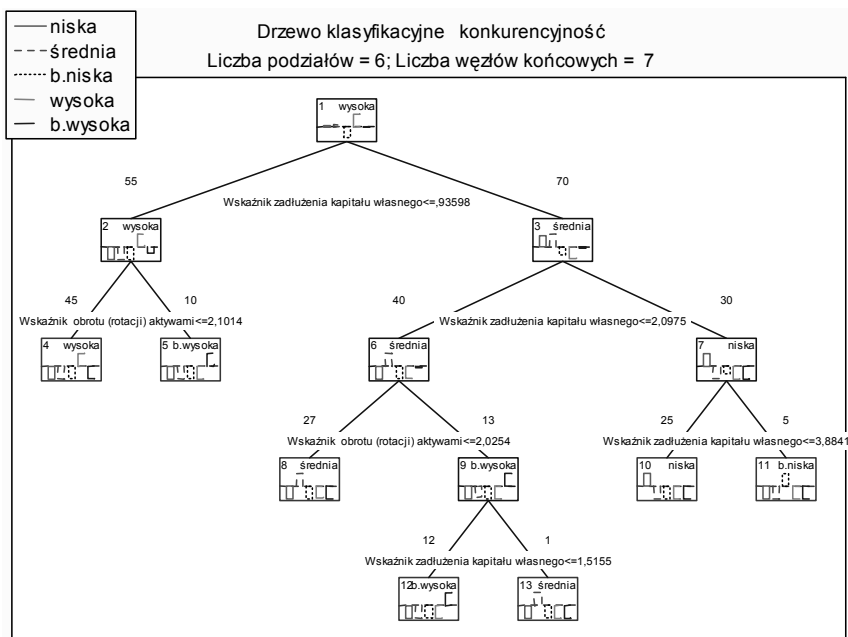 niska
średnia
b.niska
wysoka
b.wysoka
Drzewo klasyfikacyjne konkurencyjność
Liczba podziałów = 6; Liczba węzłów końcowych = 7
1 wysoka
55 70
Wskaźnik zadłużenia kapitału własnego<=,93598
2 wysoka
3 średnia
45 10
Wskaźnik obrotu (rotacji) aktywami<=2,1014
40 30
Wskaźnik zadłużenia kapitału własnego<=2,0975
4 wysoka
5 b.wysoka
6 średnia
7 niska
27 13
Wskaźnik obrotu (rotacji) aktywami<=2,0254
25 5
Wskaźnik zadłużenia kapitału własnego<=3,8841
8 średnia
9 b.wysoka
10 niska
11 b.niska
12 1
Wskaźnik zadłużenia kapitału własnego<=1,5155
12b.wysoka
13 średnia